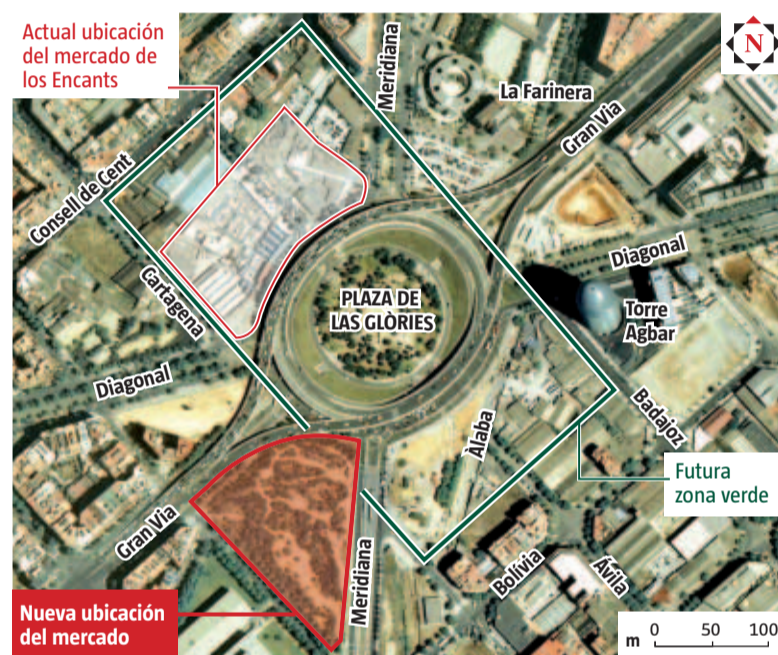 Actual ubicación
del mercado de
los Encants
N
Meridiana
La Farinera
Gran Via
Consell de Cent
Cartagena
Diagonal
PLAZA DE
LAS GLÒRIES
Torre
Agbar
Diagonal
Badajoz
Àlaba
Futura
zona verde
Gran Via
Meridiana
Bolívia
Ávila
Nueva ubicación
del mercado
m 0 50 100